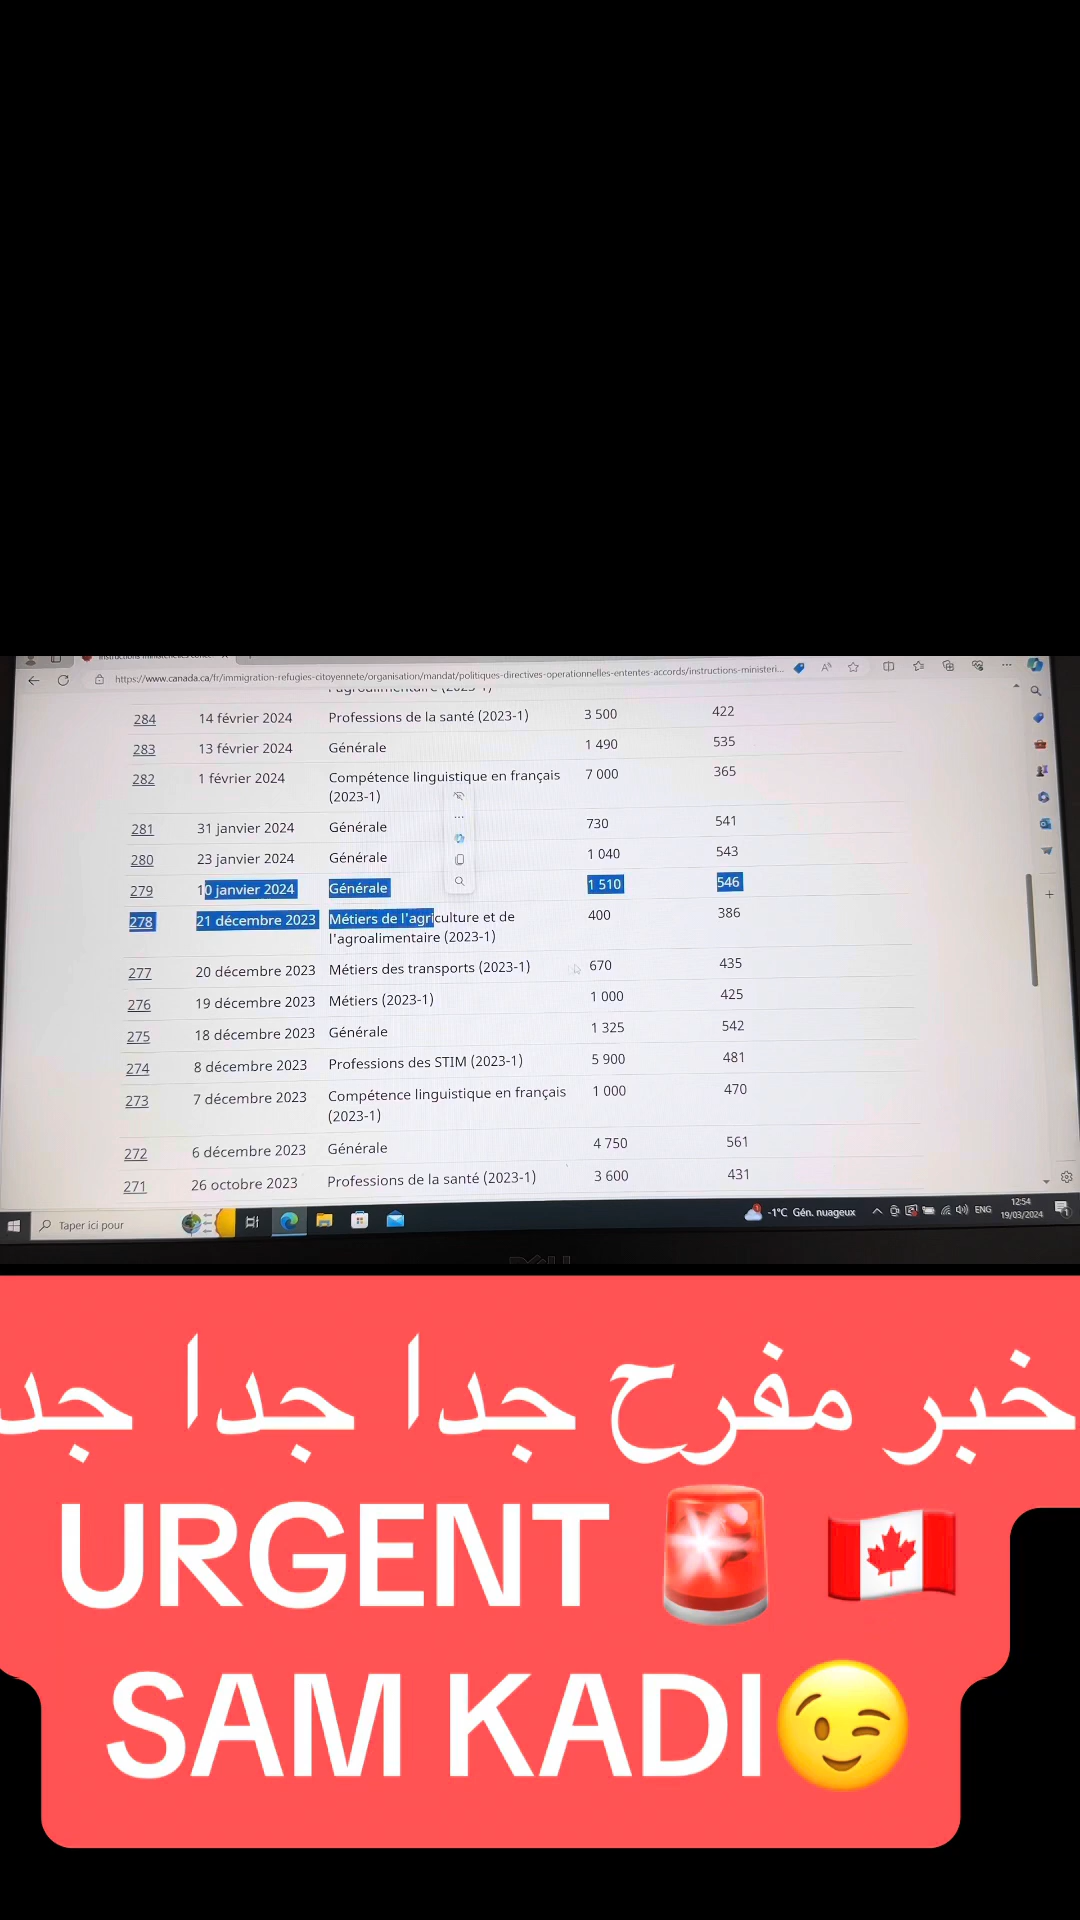 https://www.canada.ca/fr/immigration-refugies-citoyennete/organisation/mandat/politiques-directives-operationnelles-ententes-accords/instructions-ministeri...
l'agroalimentaire (2023-1)
284 14 février 2024 Professions de la santé (2023-1) 3 500 422
283 13 février 2024 Générale 1 490 535
282 1 février 2024 Compétence linguistique en français 7 000 365
(2023-1)
281 31 janvier 2024 Générale 730 541
280 23 janvier 2024 Générale 1 040 543
279 10 janvier 2024 Générale 1 510 546
278 21 décembre 2023 Métiers de l'agriculture et de 400 386
l'agroalimentaire (2023-1)
277 20 décembre 2023 Métiers des transports (2023-1) 670 435
276 19 décembre 2023 Métiers (2023-1) 1 000 425
275 18 décembre 2023 Générale 1 325 542
274 8 décembre 2023 Professions des STIM (2023-1) 5 900 481
273 7 décembre 2023 Compétence linguistique en français 1 000 470
(2023-1)
272 6 décembre 2023 Générale 4 750 561
271 26 octobre 2023 Professions de la santé (2023-1) 3 600 431
Taper ici pour -1°C Gén. nuageux ENG 12:54
19/03/2024
خبر مفرح جدا جدا جد
URGENT 🚨 🇨🇦
SAM KADI😉